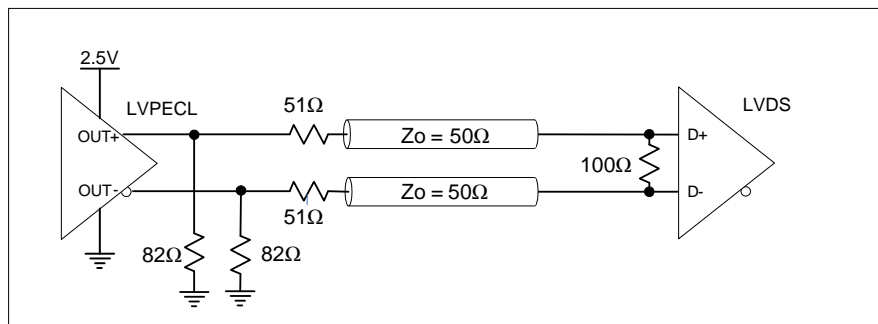 2.5V
LVPECL
51Ω
LVDS
OUT+
Zo = 50Ω
D+
100Ω
OUT-
Zo = 50Ω
D-
51Ω
82Ω
82Ω